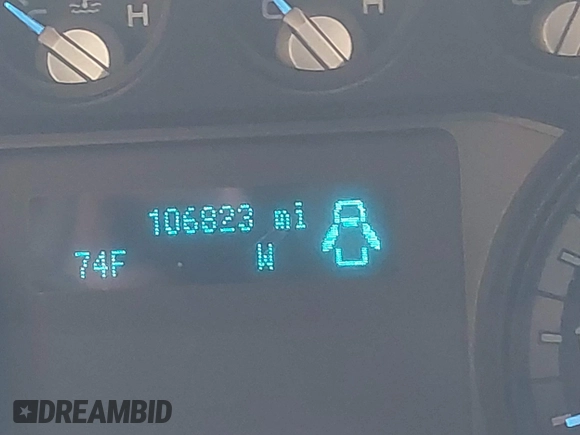 H
C H
106823 mi
74F W
DREAMBID